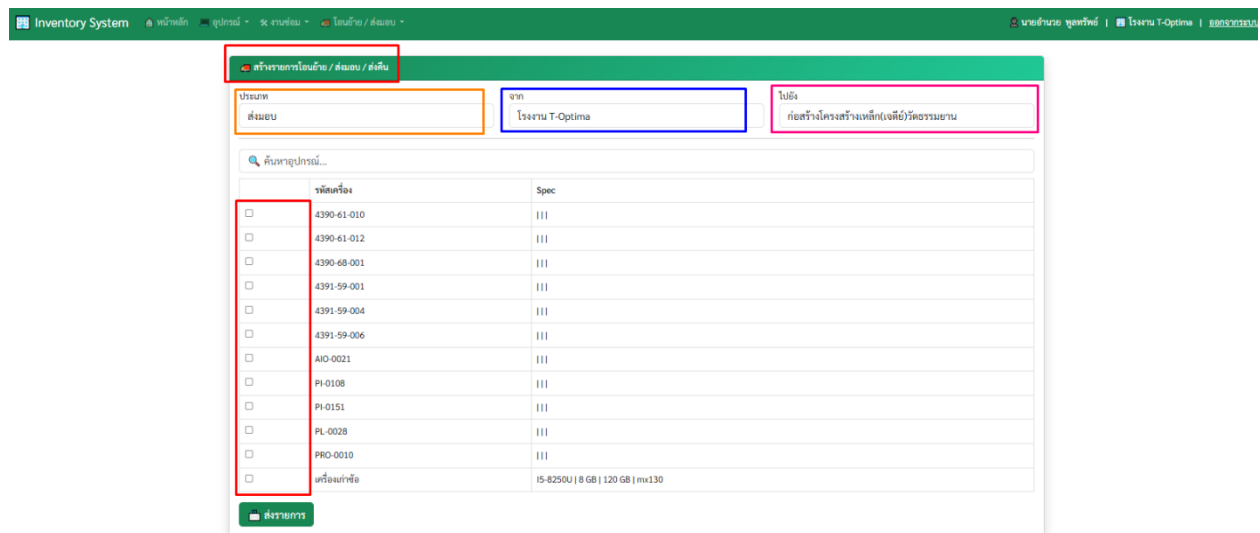 Inventory System หน้าหลัก อุปกรณ์ งานซ่อม โอนย้าย / ส่งมอบ นายอำนวย พูลทรัพย์ | โรงงาน T-Optima | ออกจากระบบ
สร้างรายการโอนย้าย / ส่งมอบ / ส่งคืน
ประเภท จาก ไปยัง
ส่งมอบ โรงงาน T-Optima ก่อสร้างโครงสร้างเหล็ก(เจดีย์)วัดธรรมยาน
ค้นหาอุปกรณ์...
รหัสเครื่อง Spec
4390-61-010 | | |
4390-61-012 | | |
4390-68-001 | | |
4391-59-001 | | |
4391-59-004 | | |
4391-59-006 | | |
AIO-0021 | | |
PI-0108 | | |
PI-0151 | | |
PL-0028 | | |
PRO-0010 | | |
เครื่องเก่าซ้อ I5-8250U | 8 GB | 120 GB | mx130
ส่งรายการ